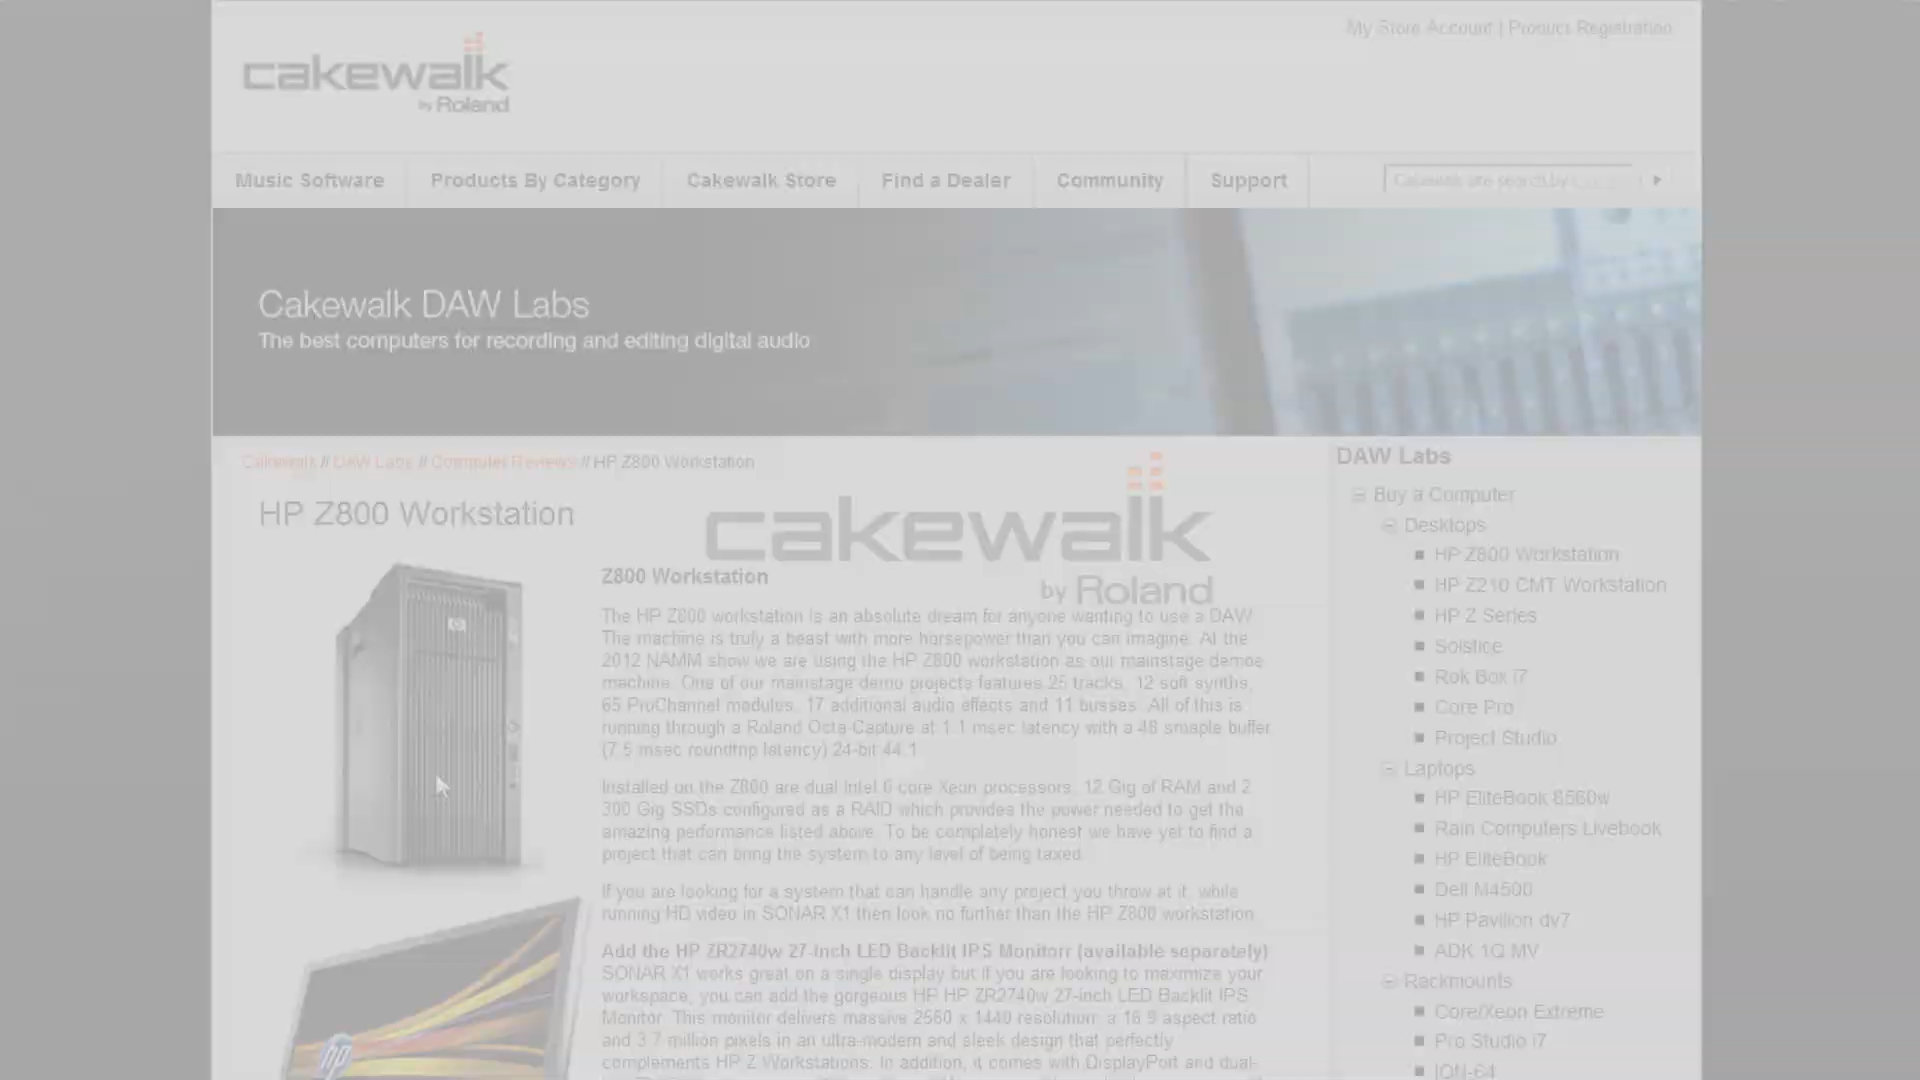 My Store Account | Product Registration
cakewalk
by Roland
Music Software
Products By Category
Cakewalk Store
Find a Dealer
Community
Support
Cakewalk site search by
Cakewalk DAW Labs
The best computers for recording and editing digital audio
Cakewalk // DAW Labs // Computer Reviews // HP Z800 Workstation
HP Z800 Workstation
cakewalk
by Roland
Z800 Workstation
The HP Z800 workstation is an absolute dream for anyone wanting to use a DAW.
The machine is truly a beast with more horsepower than you can imagine. At the
2012 NAMM show we are using the HP Z800 workstation as our mainstage demoe
machine. One of our mainstage demo projects features 25 tracks, 12 soft synths,
65 ProChannel modules, 17 additional audio effects and 11 busses. All of this is
running through a Roland Octa-Capture at 1.1 msec latency with a 48 smaple buffer
(7.5 msec roundtrip latency) 24-bit 44.1
Installed on the Z800 are dual Intel 6 core Xeon processors, 12 Gig of RAM and 2
300 Gig SSDs configured as a RAID which provides the power needed to get the
amazing performance listed above. To be completely honest we have yet to find a
project that can bring the system to any level of being taxed.
If you are looking for a system that can handle any project you throw at it, while
running HD video in SONAR X1 then look no further than the HP Z800 workstation.
Add the HP ZR2740w 27-inch LED Backlit IPS Monitorr (available separately)
SONAR X1 works great on a single display but if you are looking to maximize your
workspace, you can add the gorgeous HP HP ZR2740w 27-inch LED Backlit IPS
Monitor. This monitor delivers massive 2560 x 1440 resolution, a 16:9 aspect ratio
and 3.7 million pixels in an ultra-modern and sleek design that perfectly
complements HP Z Workstations. In addition, it comes with DisplayPort and dual-
hp
hp
DAW Labs
Buy a Computer
Desktops
HP Z800 Workstation
HP Z210 CMT Workstation
HP Z Series
Solstice
Rok Box i7
Core Pro
Project Studio
Laptops
HP EliteBook 8560w
Rain Computers Livebook
HP EliteBook
Dell M4500
HP Pavilion dv7
ADK 1Q MV
Rackmounts
Core/Xeon Extreme
Pro Studio i7
ION-64